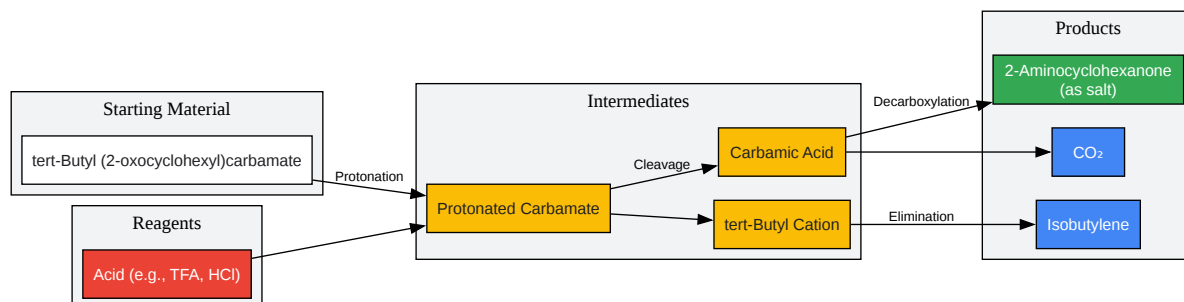 Starting Material
tert-Butyl (2-oxocyclohexyl)carbamate
Reagents
Acid (e.g., TFA, HCl)
Protonation
Intermediates
Protonated Carbamate
Cleavage
Carbamic Acid
tert-Butyl Cation
Decarboxylation
Elimination
Products
2-Aminocyclohexanone
(as salt)
CO₂
Isobutylene